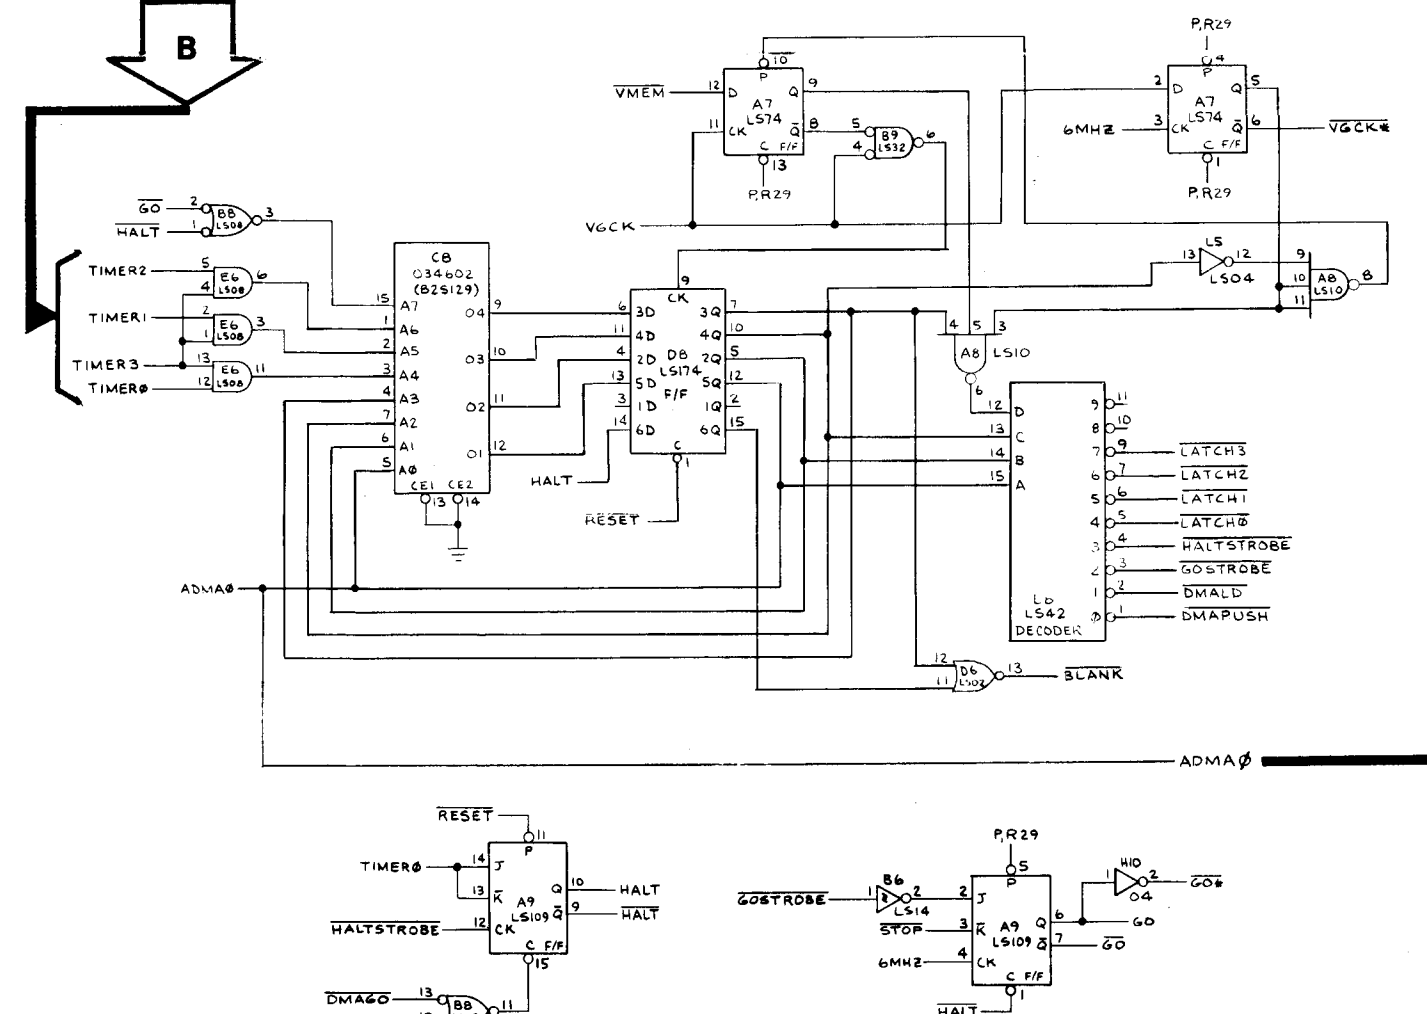 B
P,R29
P,R29
10
4
VMEM
12
D
P
Q
9
A7
LS74
11
CK
Q
8
C F/F
13
P,R29
5
4
B9
LS32
6
2
D
P
Q
5
A7
LS74
6MHZ
3
CK
Q
6
VGCK*
C F/F
1
VGCK
GO
2
HALT
1
B8
LS08
3
TIMER2
5
4
E6
LS08
6
TIMER1
2
1
E6
LS08
3
TIMER3
13
TIMERØ
12
E6
LS08
11
C8
034602
(82S129)
15
A7
1
A6
2
A5
3
A4
4
A3
7
A2
6
A1
5
AØ
O4
9
O3
10
O2
11
O1
12
CE1
CE2
13
14
9
CK
6
3D
3Q
7
11
4D
4Q
10
4
2D
2Q
5
13
5D
5Q
12
3
1D
1Q
2
14
6D
6Q
15
D8
LS174
F/F
C
1
HALT
RESET
L5
13
12
LS04
9
10
11
A8
LS10
8
4
5
3
A8
LS10
6
12
D
13
C
14
B
15
A
9
11
8
10
7
9
LATCH3
6
7
LATCH2
5
6
LATCH1
4
5
LATCHØ
3
4
HALTSTROBE
2
3
GOSTROBE
1
2
DMALD
Ø
1
DMAPUSH
LS42
DECODER
ADMAØ
12
11
D6
LS02
13
BLANK
ADMAØ
RESET
11
P
TIMERØ
14
J
13
K
HALTSTROBE
12
CK
A9
LS109
Q
10
HALT
Q
9
HALT
C F/F
15
DMAGO
13
B8
11
P,R29
5
P
GOSTROBE
1
B6
2
LS14
2
J
STOP
3
K
6MHZ
4
CK
A9
LS109
Q
6
GO
Q
7
GO
C F/F
1
HALT
H10
1
2
04
GO*